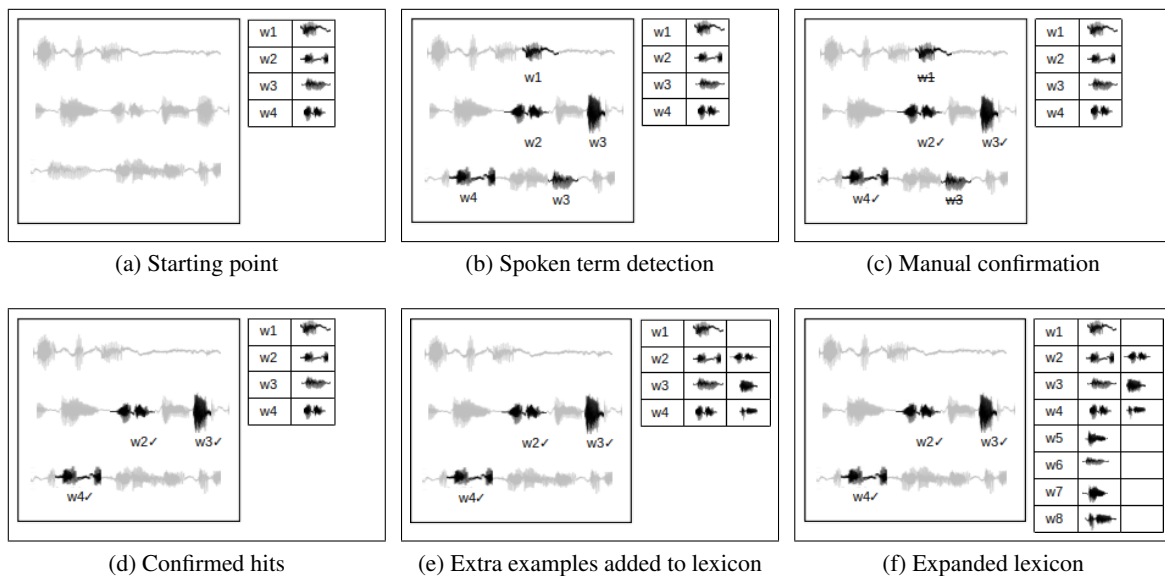 w1
w2
w3
w4
(a) Starting point
w1
w2 w3
w4 w3
w1
w2
w3
w4
(b) Spoken term detection
w1
w2✓ w3✓
w4✓ w3
w1
w2
w3
w4
(c) Manual confirmation
w2✓ w3✓
w4✓
w1
w2
w3
w4
(d) Confirmed hits
w2✓ w3✓
w4✓
w1
w2
w3
w4
(e) Extra examples added to lexicon
w2✓ w3✓
w4✓
w1
w2
w3
w4
w5
w6
w7
w8
(f) Expanded lexicon